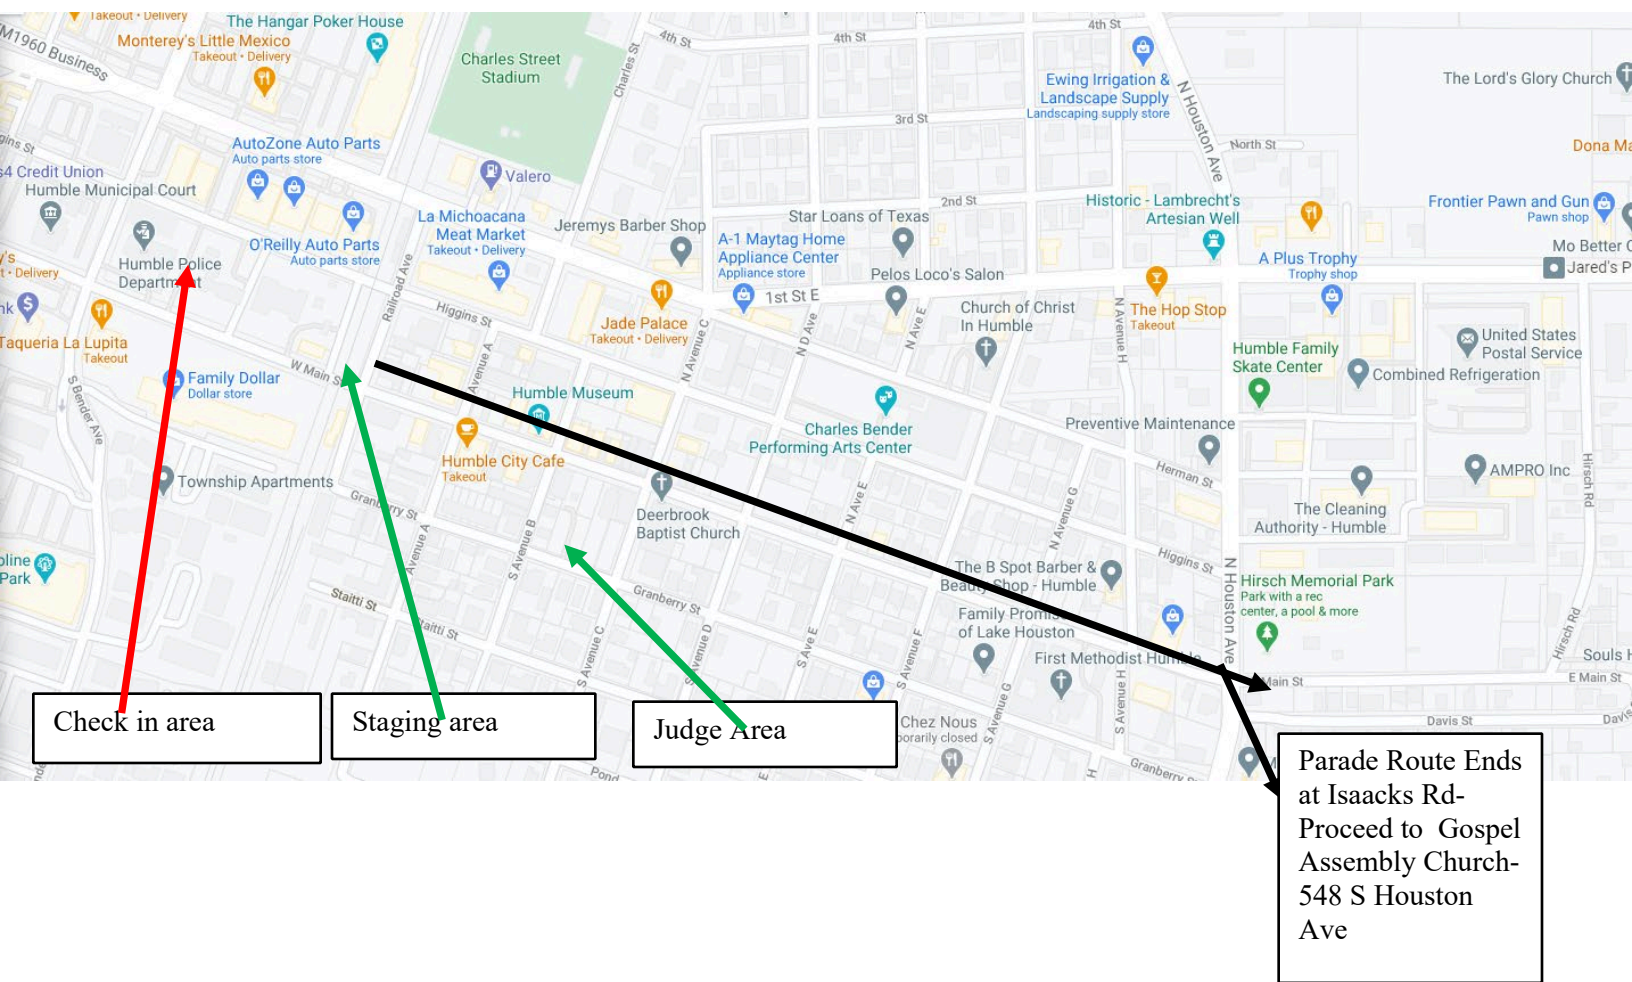 Takeout • Delivery
The Hangar Poker House
FM1960 Business
Monterey's Little Mexico
Takeout • Delivery
Charles Street
Stadium
Charles St
4th St
4th St
4th St
Ewing Irrigation &
Landscape Supply
Landscaping supply store
N Houston Ave
The Lord's Glory Church
3rd St
North St
Dona Ma
AutoZone Auto Parts
Auto parts store
Credit Union
Humble Municipal Court
Valero
2nd St
Historic - Lambrecht's
Artesian Well
Frontier Pawn and Gun
Pawn shop
La Michoacana
Meat Market
Takeout • Delivery
Jeremys Barber Shop
Star Loans of Texas
A-1 Maytag Home
Appliance Center
Appliance store
O'Reilly Auto Parts
Auto parts store
Humble Police
Department
Delivery
Pelos Loco's Salon
A Plus Trophy
Trophy shop
Mo Better
Jared's P
Railroad Ave
Higgins St
1st St E
Jade Palace
Takeout • Delivery
Church of Christ
In Humble
The Hop Stop
Takeout
N Avenue C
N D Ave
N Ave E
N Avenue H
United States
Postal Service
Taqueria La Lupita
Takeout
Humble Family
Skate Center
Combined Refrigeration
W Main St
Avenue A
Family Dollar
Dollar store
S Bender Ave
Humble Museum
Charles Bender
Performing Arts Center
Preventive Maintenance
Humble City Cafe
Takeout
Herman St
AMPRO Inc
Hirsch Rd
Township Apartments
Granberry St
Deerbrook
Baptist Church
N Ave E
N Avenue G
The Cleaning
Authority - Humble
Avenue A
S Avenue B
Higgins St
N Houston Ave
The B Spot Barber &
Beauty Shop - Humble
Hirsch Memorial Park
Park with a rec
center, a pool & more
Park
Staitti St
Staitti St
Granberry St
Family Promise
of Lake Houston
First Methodist Humble
Hirsch Rd
Souls
S Avenue C
S Avenue D
S Ave E
S Avenue F
S Avenue G
S Avenue H
Main St
E Main St
Davis St
Davis
Chez Nous
Granberry
Pond
Check in area
Staging area
Judge Area
Parade Route Ends
at Isaacks Rd-
Proceed to Gospel
Assembly Church-
548 S Houston
Ave